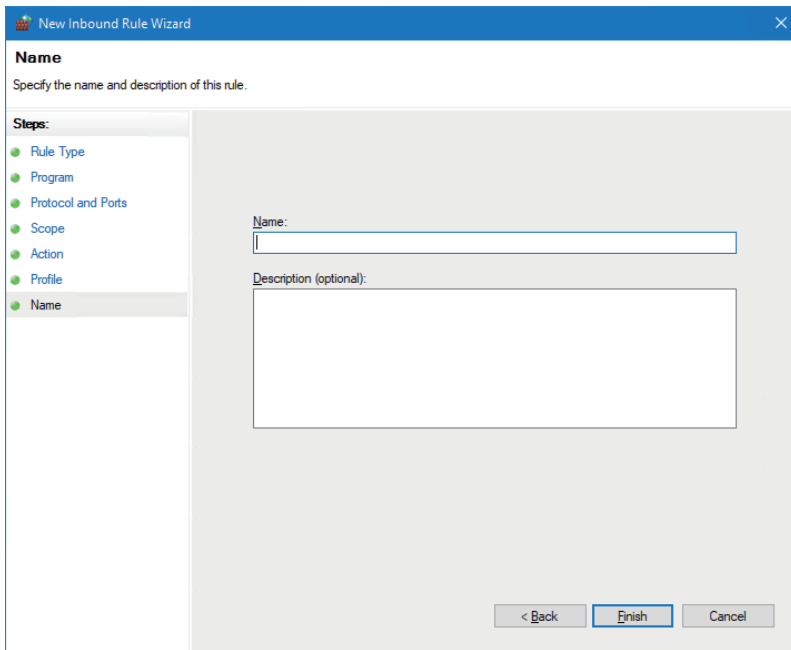 New Inbound Rule Wizard
Name
Specify the name and description of this rule.
Steps:
Rule Type
Program
Protocol and Ports
Scope
Action
Profile
Name
Name:
Description (optional):
< Back
Finish
Cancel